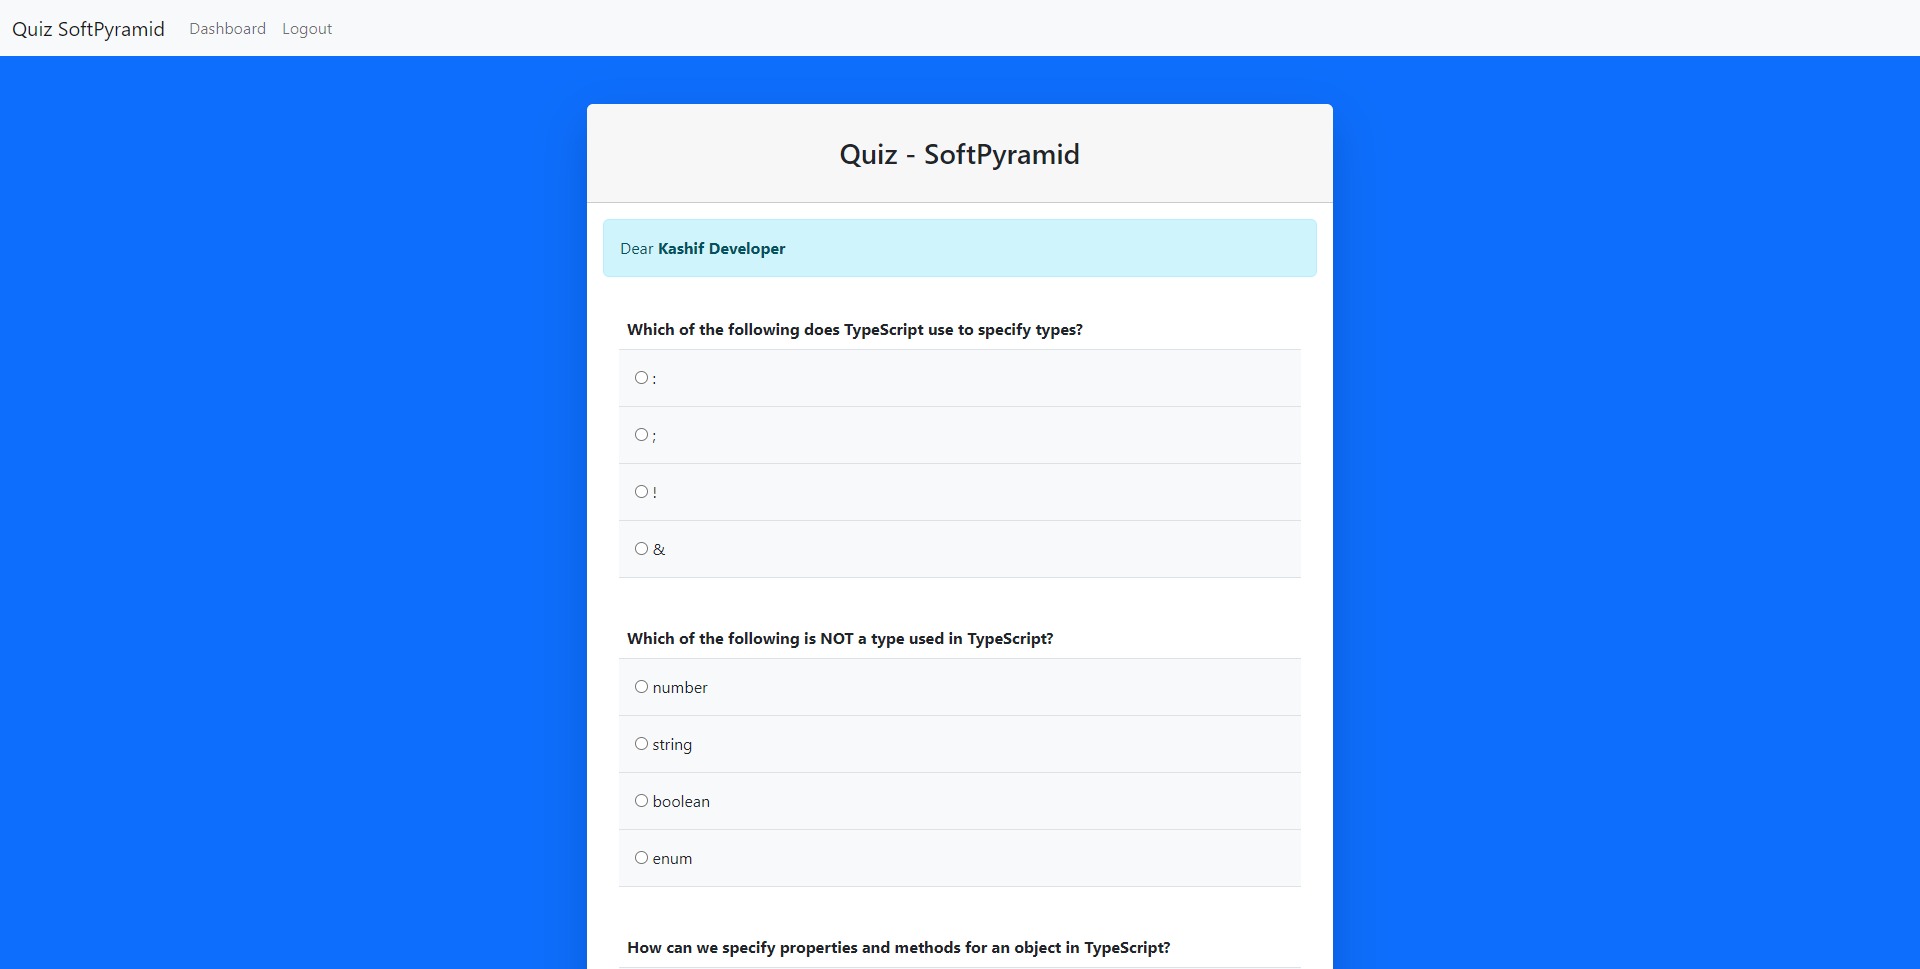 Quiz SoftPyramid Dashboard Logout
Quiz - SoftPyramid
Dear Kashif Developer
Which of the following does TypeScript use to specify types?
:
;
!
&
Which of the following is NOT a type used in TypeScript?
number
string
boolean
enum
How can we specify properties and methods for an object in TypeScript?